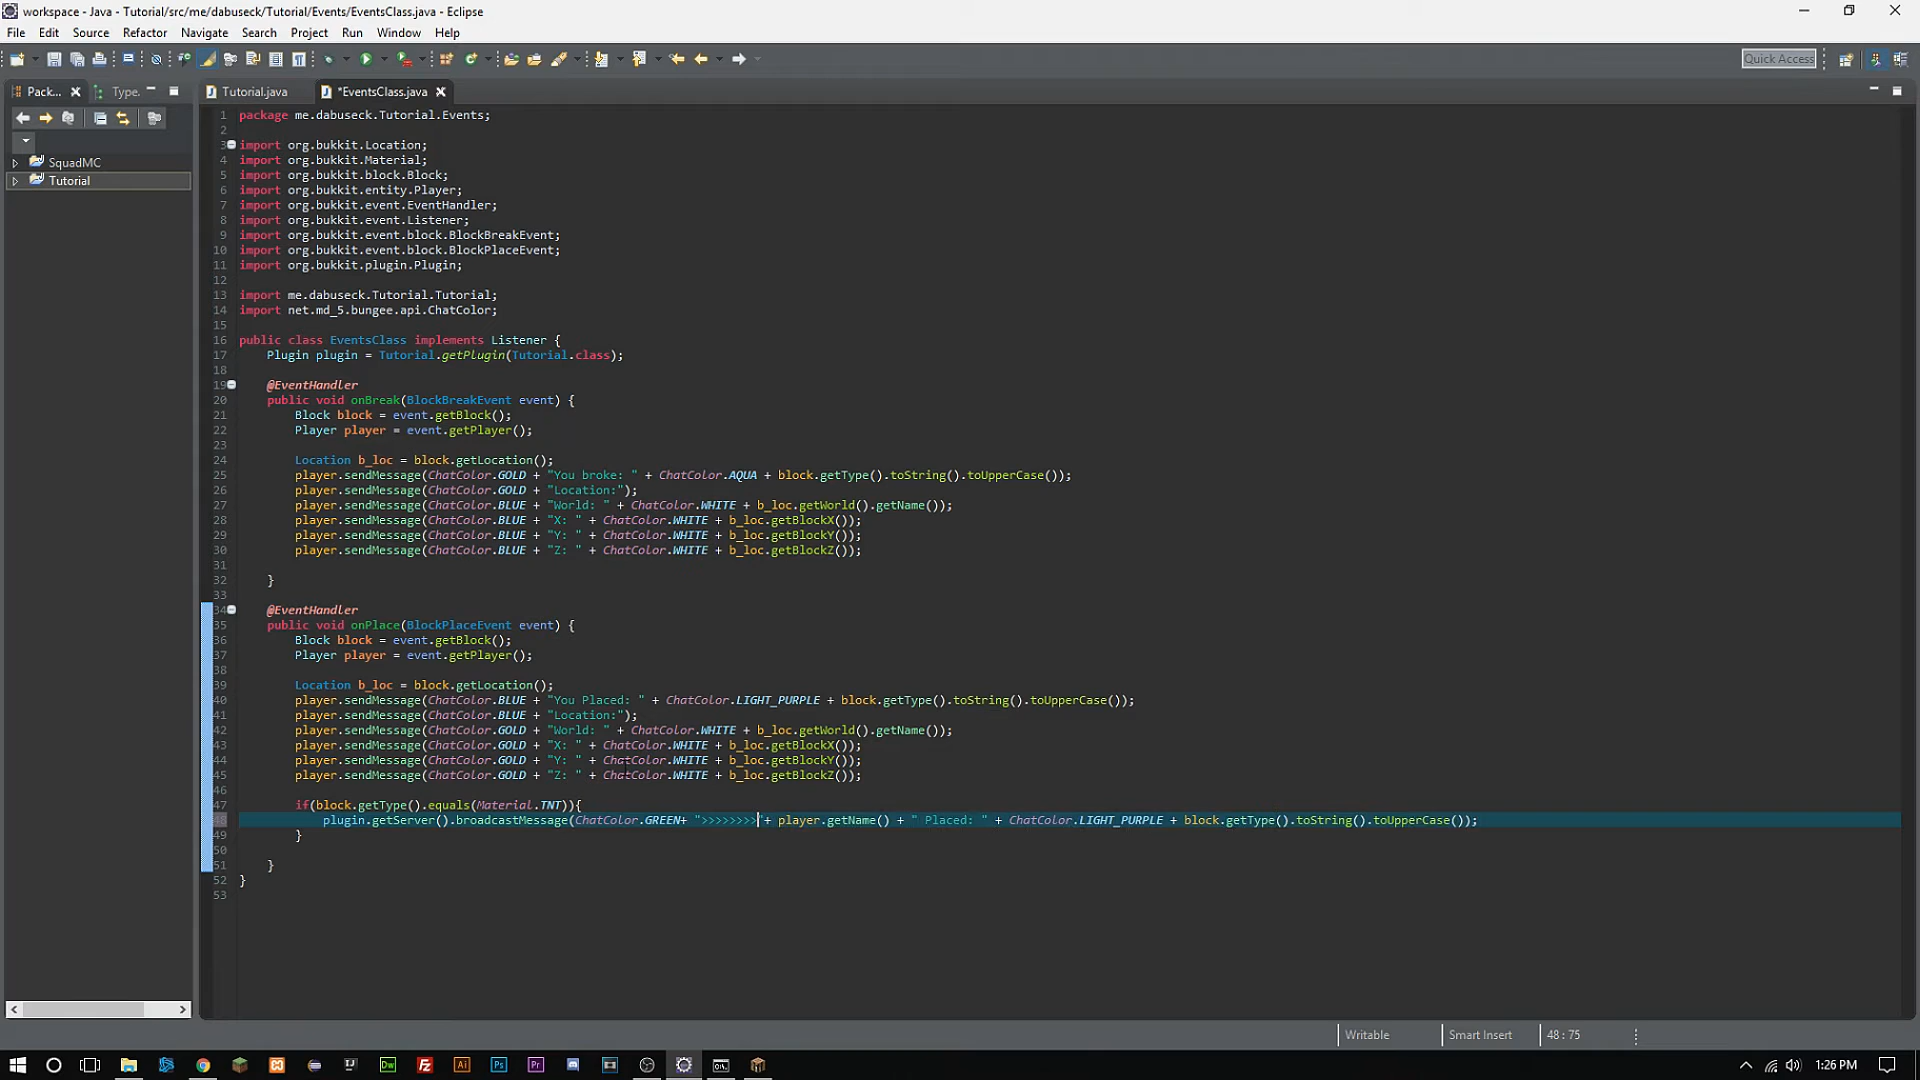 workspace - Java - Tutorial/src/me/dabuseck/Tutorial/Events/EventsClass.java - Eclipse
File Edit Source Refactor Navigate Search Project Run Window Help
Quick Access
Pack... Type. Tutorial.java *EventsClass.java
SquadMC
Tutorial
1 package me.dabuseck.Tutorial.Events;
2
3 import org.bukkit.Location;
4 import org.bukkit.Material;
5 import org.bukkit.block.Block;
6 import org.bukkit.entity.Player;
7 import org.bukkit.event.EventHandler;
8 import org.bukkit.event.Listener;
9 import org.bukkit.event.block.BlockBreakEvent;
10 import org.bukkit.event.block.BlockPlaceEvent;
11 import org.bukkit.plugin.Plugin;
12
13 import me.dabuseck.Tutorial.Tutorial;
14 import net.md_5.bungee.api.ChatColor;
15
16 public class EventsClass implements Listener {
17 Plugin plugin = Tutorial.getPlugin(Tutorial.class);
18
19 @EventHandler
20 public void onBreak(BlockBreakEvent event) {
21 Block block = event.getBlock();
22 Player player = event.getPlayer();
23
24 Location b_loc = block.getLocation();
25 player.sendMessage(ChatColor.GOLD + "You broke: " + ChatColor.AQUA + block.getType().toString().toUpperCase());
26 player.sendMessage(ChatColor.GOLD + "Location:");
27 player.sendMessage(ChatColor.BLUE + "World: " + ChatColor.WHITE + b_loc.getWorld().getName());
28 player.sendMessage(ChatColor.BLUE + "X: " + ChatColor.WHITE + b_loc.getBlockX());
29 player.sendMessage(ChatColor.BLUE + "Y: " + ChatColor.WHITE + b_loc.getBlockY());
30 player.sendMessage(ChatColor.BLUE + "Z: " + ChatColor.WHITE + b_loc.getBlockZ());
31
32 }
33
34 @EventHandler
35 public void onPlace(BlockPlaceEvent event) {
36 Block block = event.getBlock();
37 Player player = event.getPlayer();
38
39 Location b_loc = block.getLocation();
40 player.sendMessage(ChatColor.BLUE + "You Placed: " + ChatColor.LIGHT_PURPLE + block.getType().toString().toUpperCase());
41 player.sendMessage(ChatColor.BLUE + "Location:");
42 player.sendMessage(ChatColor.GOLD + "World: " + ChatColor.WHITE + b_loc.getWorld().getName());
43 player.sendMessage(ChatColor.GOLD + "X: " + ChatColor.WHITE + b_loc.getBlockX());
44 player.sendMessage(ChatColor.GOLD + "Y: " + ChatColor.WHITE + b_loc.getBlockY());
45 player.sendMessage(ChatColor.GOLD + "Z: " + ChatColor.WHITE + b_loc.getBlockZ());
46
47 if(block.getType().equals(Material.TNT)){
48 plugin.getServer().broadcastMessage(ChatColor.GREEN+ ">>>>>>>>"+ player.getName() + " Placed: " + ChatColor.LIGHT_PURPLE + block.getType().toString().toUpperCase());
49 }
50
51 }
52 }
53
Writable Smart Insert 48 : 75
1:26 PM